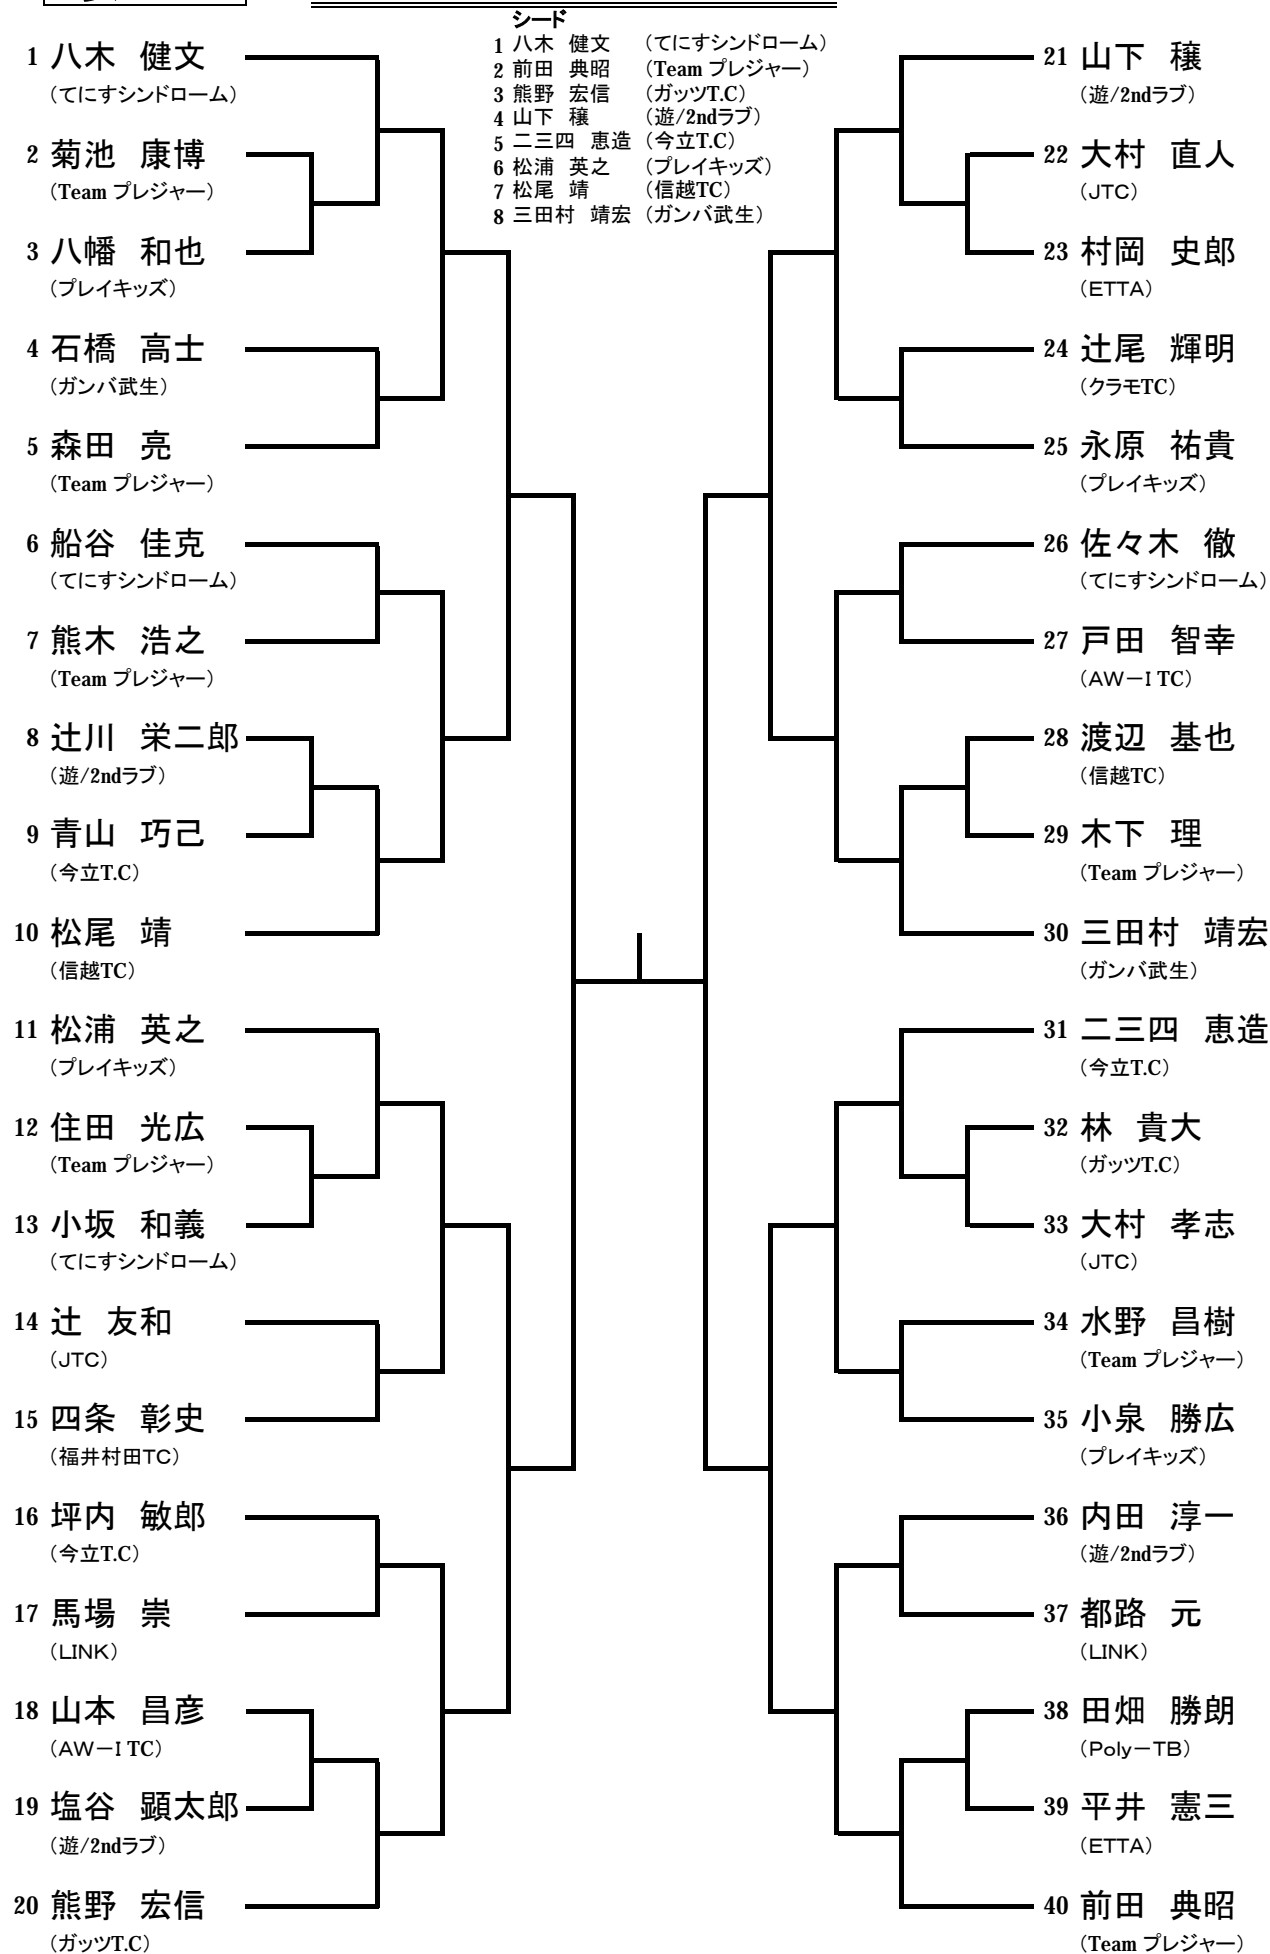 シード
1 八木 健文 （てにすシンドローム）
2 前田 典昭 （Team プレジャー）
3 熊野 宏信 （ガッツT.C）
4 山下 穣 （遊/2ndラブ）
5 二三四 恵造 （今立T.C）
6 松浦 英之 （プレイキッズ）
7 松尾 靖 （信越TC）
8 三田村 靖宏 （ガンバ武生）
1 八木 健文
（てにすシンドローム）
2 菊池 康博
（Team プレジャー）
3 八幡 和也
（プレイキッズ）
4 石橋 高士
（ガンバ武生）
5 森田 亮
（Team プレジャー）
6 船谷 佳克
（てにすシンドローム）
7 熊木 浩之
（Team プレジャー）
8 辻川 栄二郎
（遊/2ndラブ）
9 青山 巧己
（今立T.C）
10 松尾 靖
（信越TC）
11 松浦 英之
（プレイキッズ）
12 住田 光広
（Team プレジャー）
13 小坂 和義
（てにすシンドローム）
14 辻 友和
（JTC）
15 四条 彰史
（福井村田TC）
16 坪内 敏郎
（今立T.C）
17 馬場 崇
（LINK）
18 山本 昌彦
（AW－I TC）
19 塩谷 顕太郎
（遊/2ndラブ）
20 熊野 宏信
（ガッツT.C）
21 山下 穣
（遊/2ndラブ）
22 大村 直人
（JTC）
23 村岡 史郎
（ETTA）
24 辻尾 輝明
（クラモTC）
25 永原 祐貴
（プレイキッズ）
26 佐々木 徹
（てにすシンドローム）
27 戸田 智幸
（AW－I TC）
28 渡辺 基也
（信越TC）
29 木下 理
（Team プレジャー）
30 三田村 靖宏
（ガンバ武生）
31 二三四 恵造
（今立T.C）
32 林 貴大
（ガッツT.C）
33 大村 孝志
（JTC）
34 水野 昌樹
（Team プレジャー）
35 小泉 勝広
（プレイキッズ）
36 内田 淳一
（遊/2ndラブ）
37 都路 元
（LINK）
38 田畑 勝朗
（Poly－TB）
39 平井 憲三
（ETTA）
40 前田 典昭
（Team プレジャー）